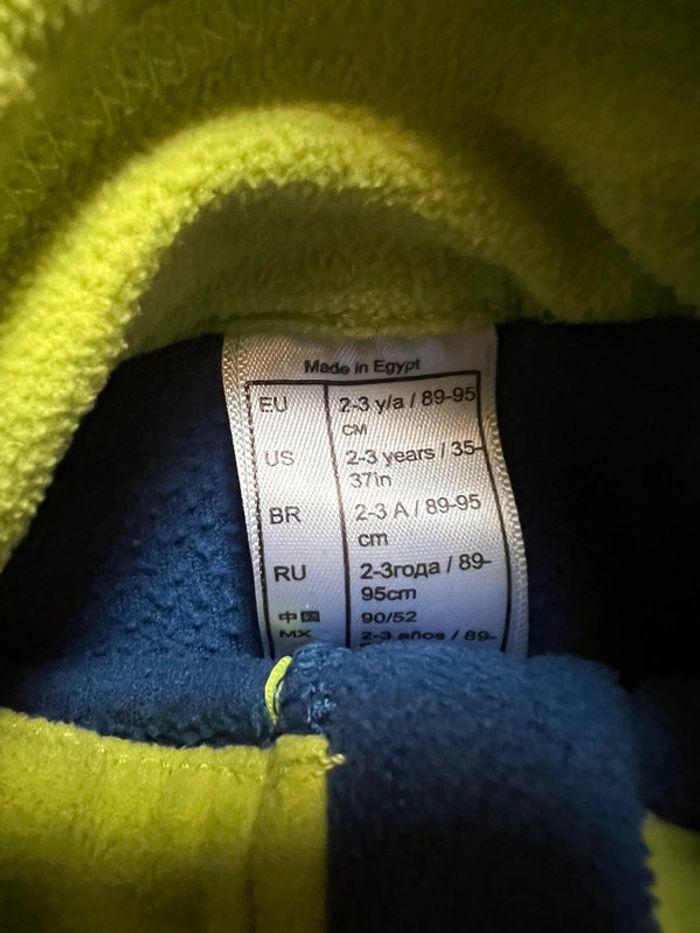 Made in Egypt
EU 2-3 y/a / 89-95
CM
US 2-3 years / 35-
37in
BR 2-3 A / 89-95
cm
RU 2-3года / 89-
95cm
中国 90/52
MX 2-3 años / 89-